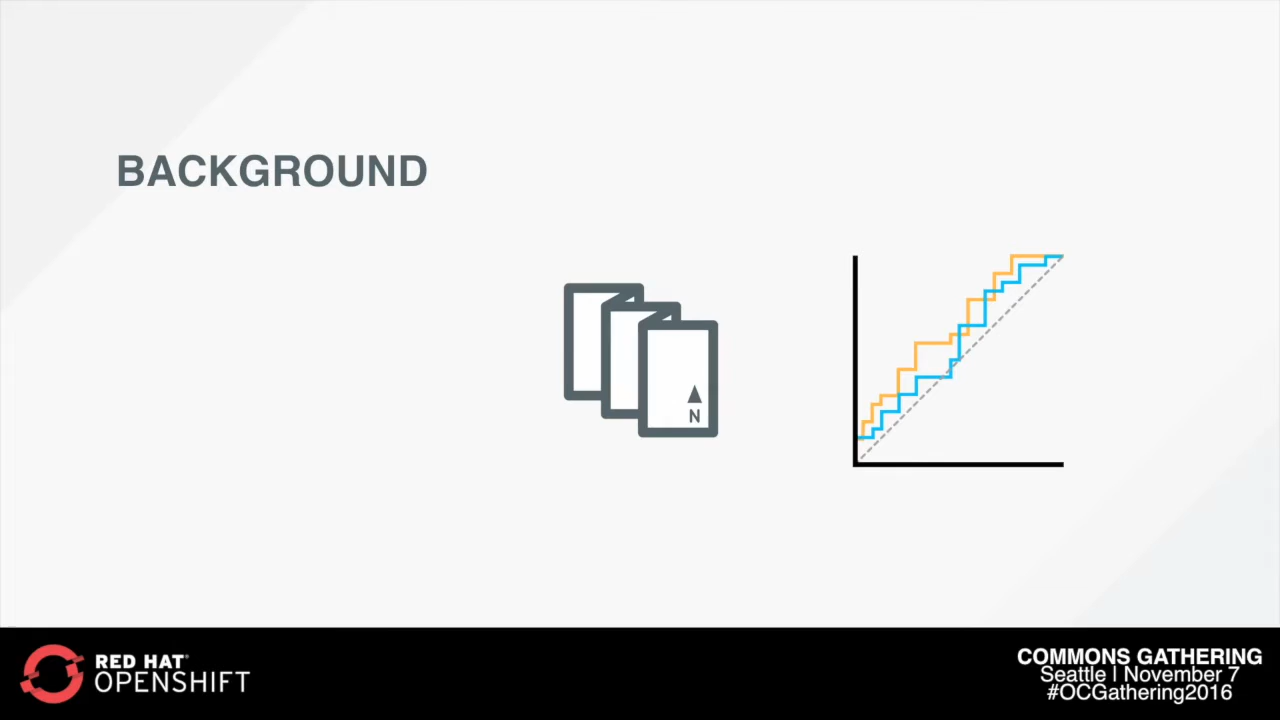 BACKGROUND
N
RED HAT®
OPENSHIFT
COMMONS GATHERING
Seattle | November 7
#OCGathering2016